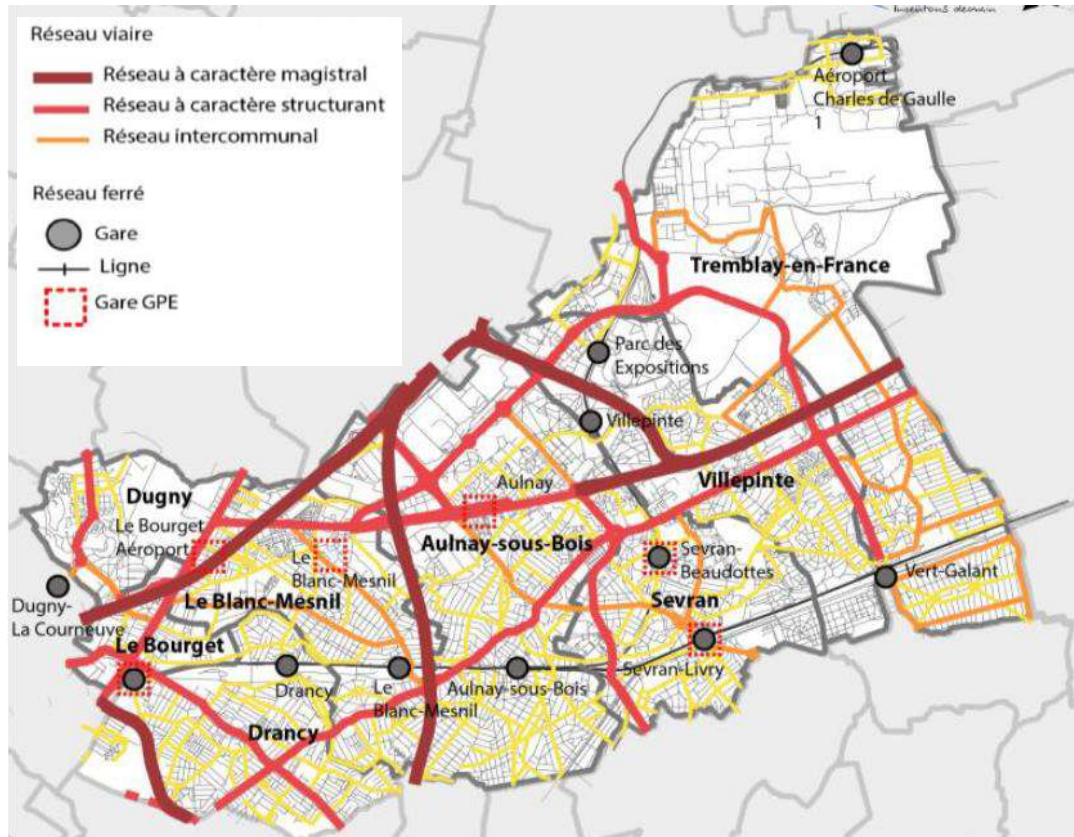 Inventons demain
Réseau viaire
Réseau à caractère magistral
Réseau à caractère structurant
Réseau intercommunal
Réseau ferré
Gare
Ligne
Gare GPE
Aéroport
Charles de Gaulle
1
Tremblay-en-France
Parc des
Expositions
Villepinte
Villepinte
Aulnay
Dugny
Le Bourget
Aéroport
Le
Blanc-Mesnil
Aulnay-sous-Bois
Sevran-
Beaudottes
Vert-Galant
Dugny-
La Courneuve
Le Blanc-Mesnil
Sevran
Le Bourget
Drancy
Le
Blanc-Mesnil
Aulnay-sous-Bois
Sevran-Livry
Drancy